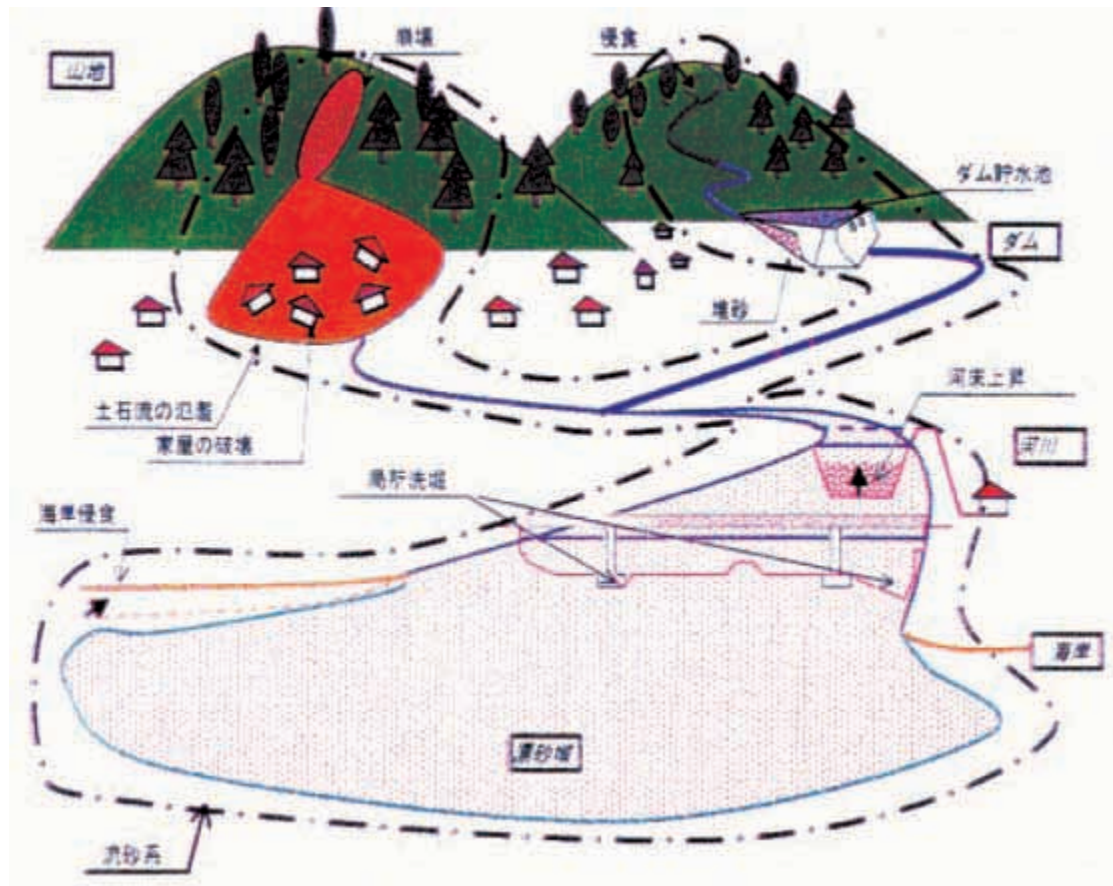 山地
崩壊
侵食
ダム貯水池
ダム
堆砂
土石流の氾濫
家屋の破壊
河床上昇
河川
局所洗掘
海岸侵食
海岸
漂砂域
流砂系